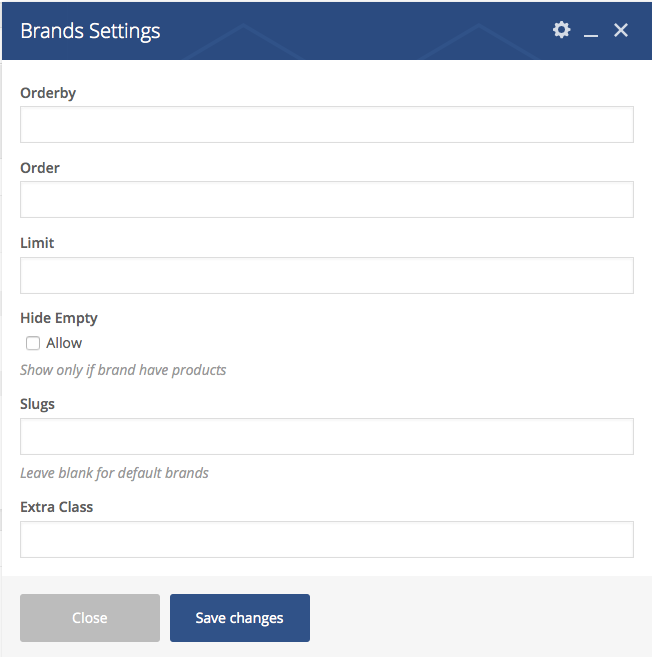 Brands Settings
Orderby
Order
Limit
Hide Empty
Allow
Show only if brand have products
Slugs
Leave blank for default brands
Extra Class
Close
Save changes